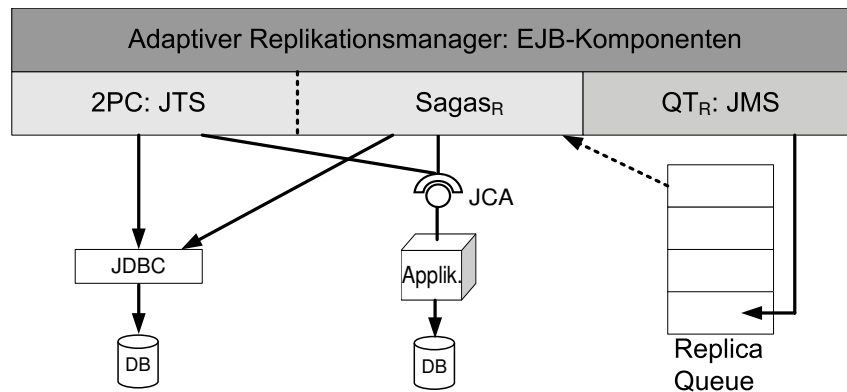 Adaptiver Replikationsmanager: EJB-Komponenten
2PC: JTS
SagasR
QTR: JMS
JCA
JDBC
Applik.
DB
DB
Replica
Queue